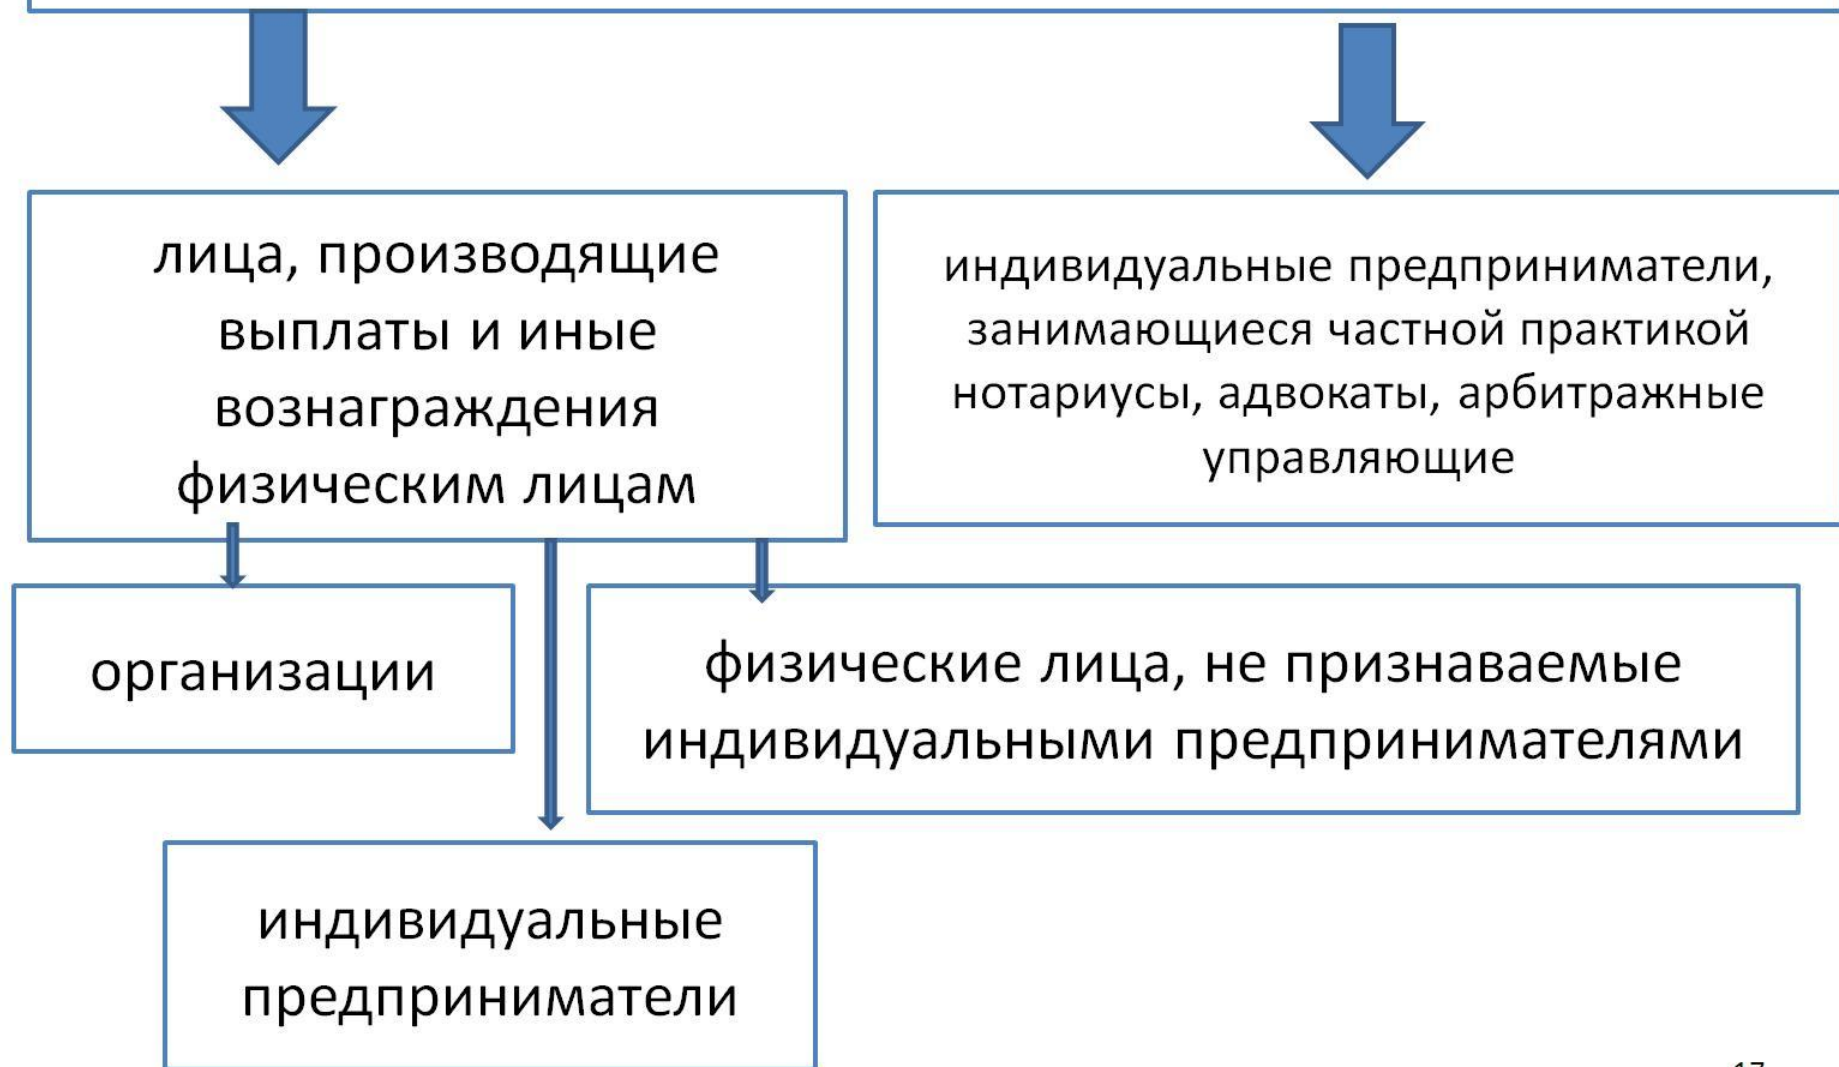 лица, производящие
выплаты и иные
вознаграждения
физическим лицам
индивидуальные предприниматели,
занимающиеся частной практикой
нотариусы, адвокаты, арбитражные
управляющие
организации
физические лица, не признаваемые
индивидуальными предпринимателями
индивидуальные
предприниматели
17